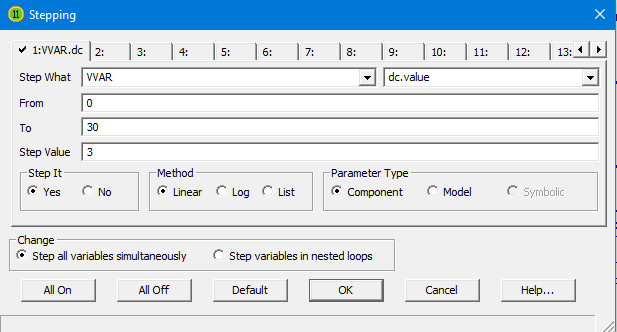 11 Stepping
1:VVAR.dc 2: 3: 4: 5: 6: 7: 8: 9: 10: 11: 12: 13:
Step What VVAR dc.value
From 0
To 30
Step Value 3
Step It Method Parameter Type
Yes No Linear Log List Component Model Symbolic
Change
Step all variables simultaneously Step variables in nested loops
All On All Off Default OK Cancel Help...